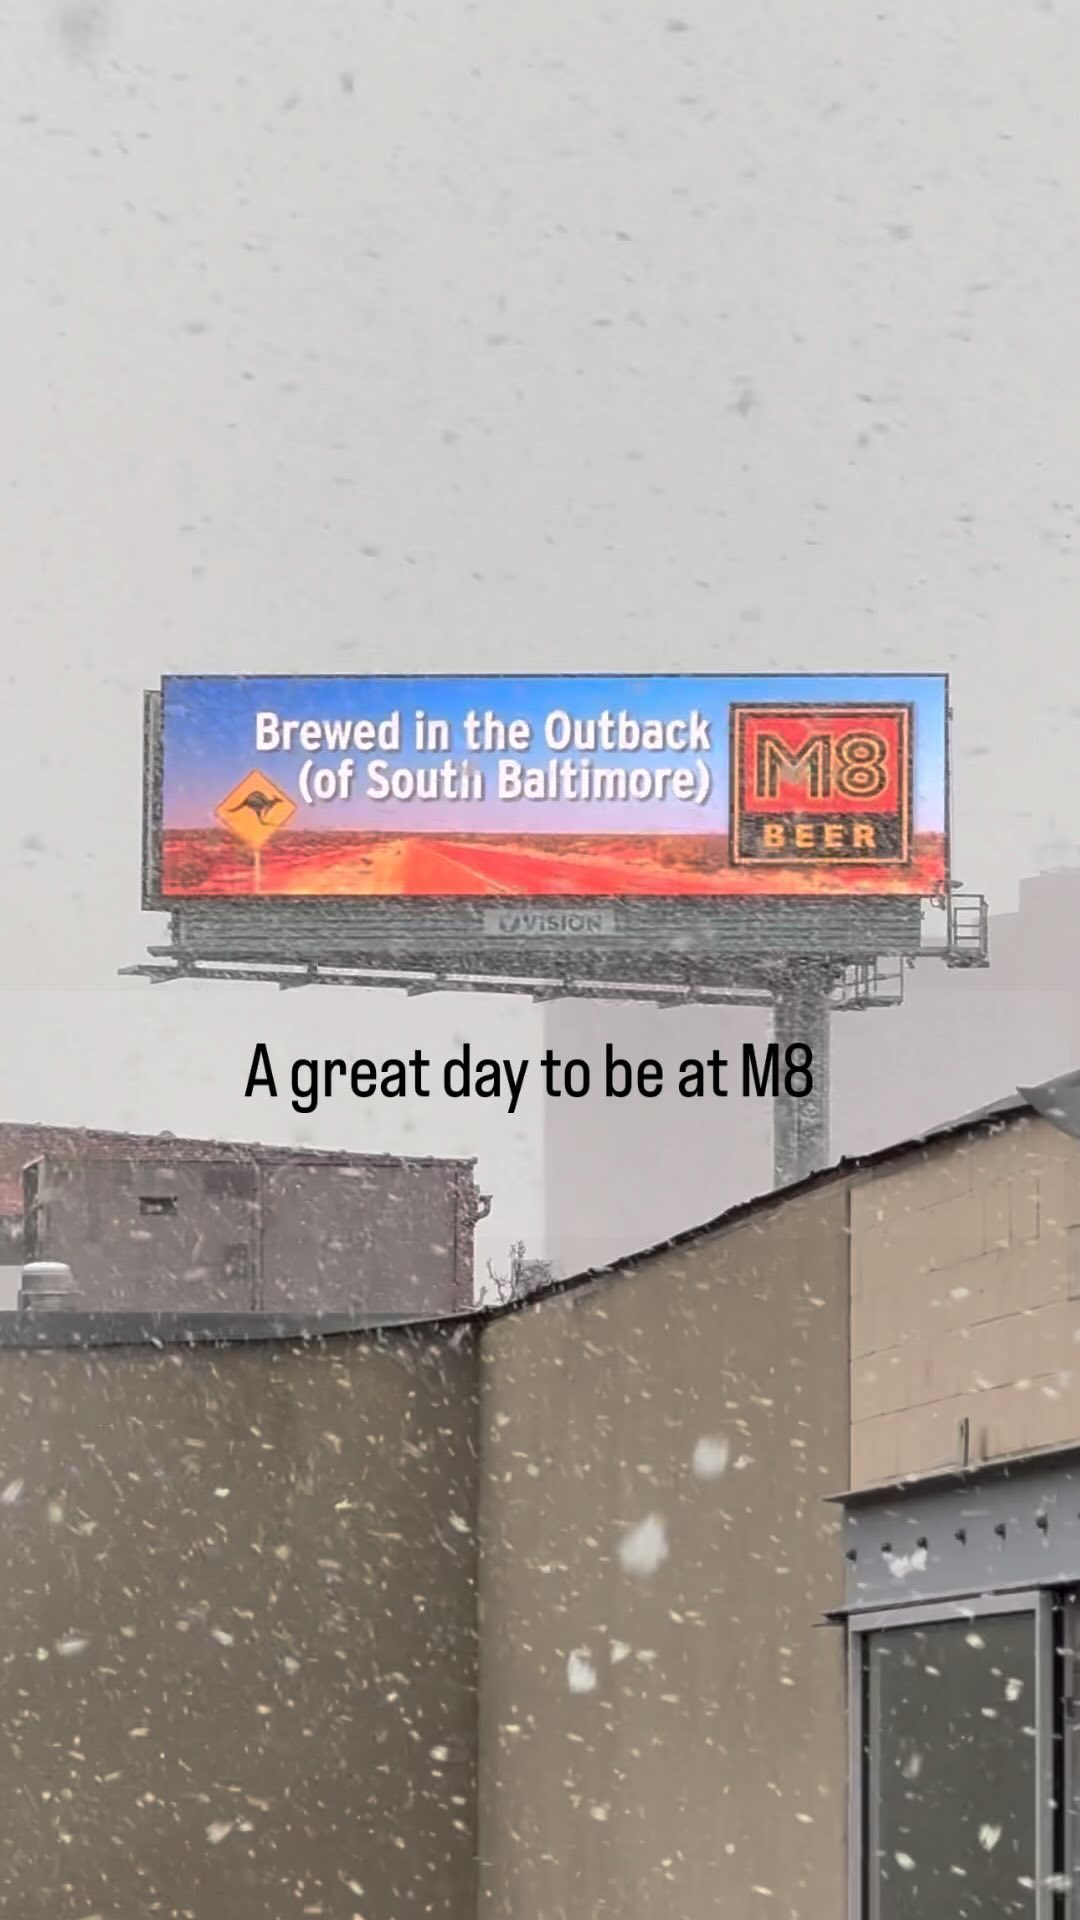 Brewed in the Outback
(of South Baltimore)
M8
BEER
VISION
A great day to be at M8